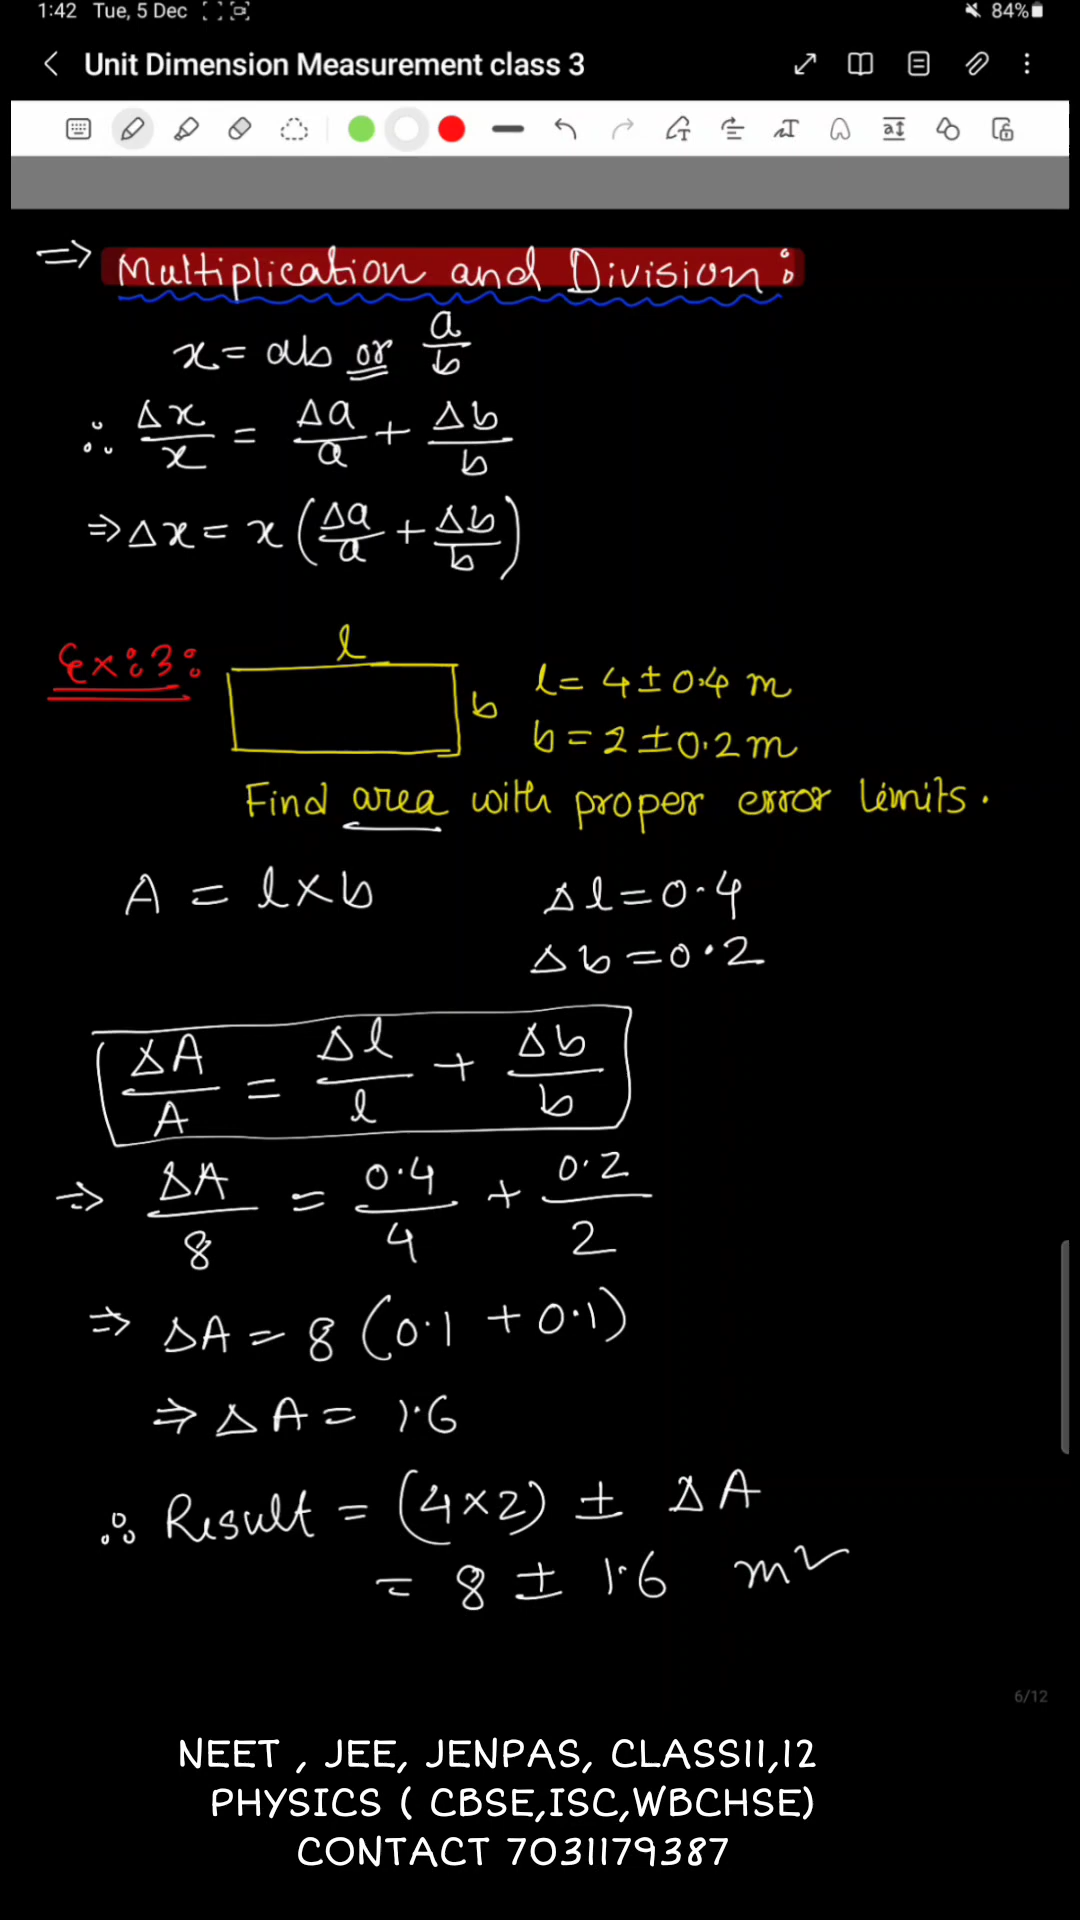 1:42 Tue, 5 Dec 84%
Unit Dimension Measurement class 3
⇒ Multiplication and Division:
x = ab or a/b
∴ Δx/x = Δa/a + Δb/b
⇒ Δx = x (Δa/a + Δb/b)
Ex:3:
l
b
l = 4 ± 0.4 m
b = 2 ± 0.2 m
Find area with proper error limits.
A = l × b
Δl = 0.4
Δb = 0.2
ΔA/A = Δl/l + Δb/b
⇒ ΔA/8 = 0.4/4 + 0.2/2
⇒ ΔA = 8 (0.1 + 0.1)
⇒ ΔA = 1.6
∴ Result = (4×2) ± ΔA
= 8 ± 1.6 m²
6/12
NEET , JEE, JENPAS, CLASS11,12
PHYSICS ( CBSE,ISC,WBCHSE)
CONTACT 7031179387